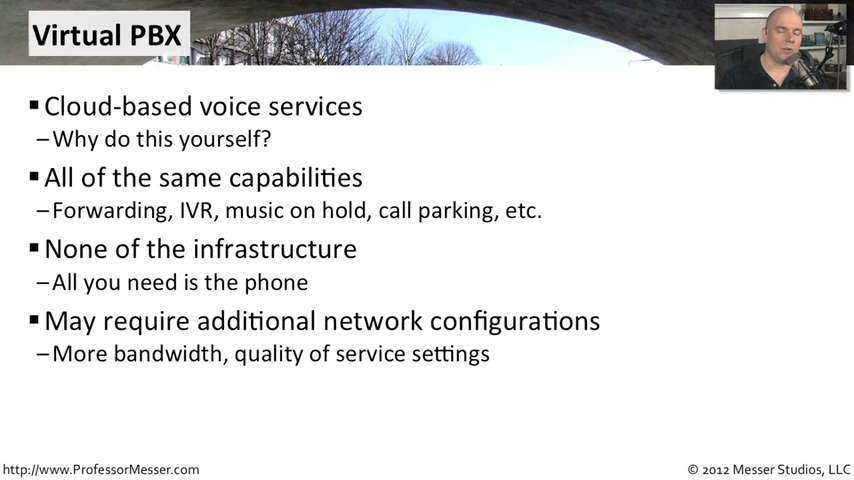 Virtual PBX
▪Cloud-based voice services
–Why do this yourself?
▪All of the same capabilities
–Forwarding, IVR, music on hold, call parking, etc.
▪None of the infrastructure
–All you need is the phone
▪May require additional network configurations
–More bandwidth, quality of service settings
http://www.ProfessorMesser.com
© 2012 Messer Studios, LLC